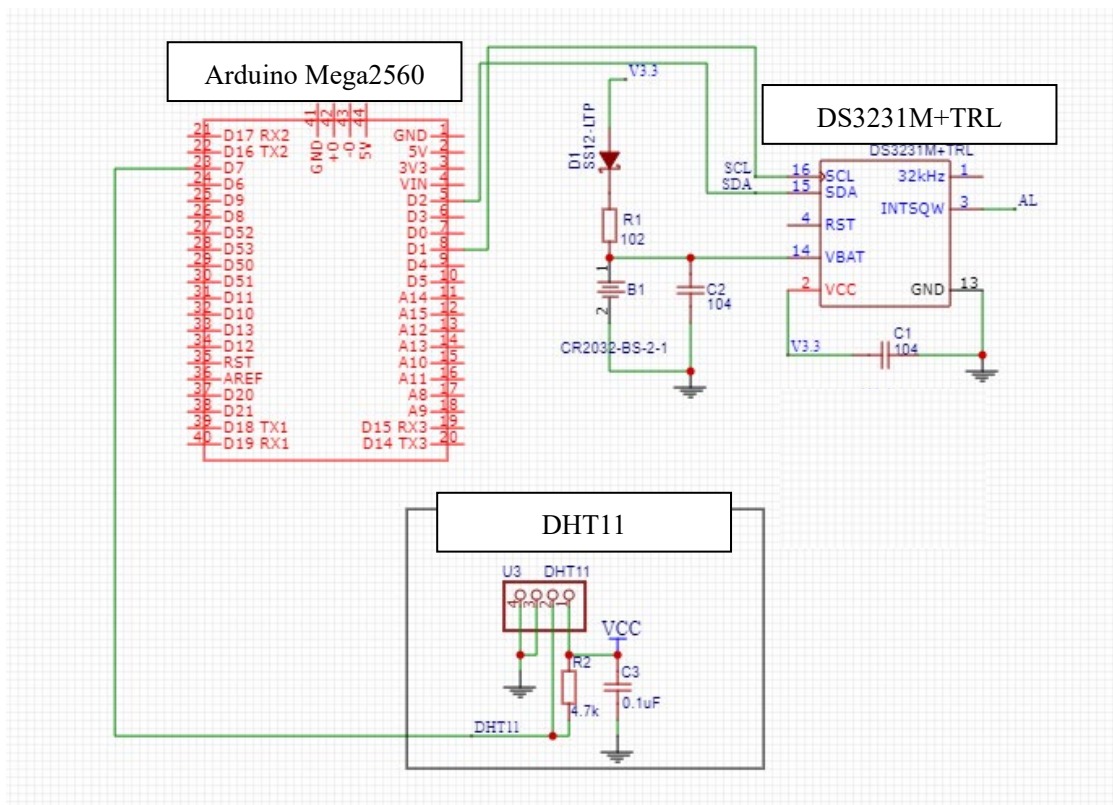 Arduino Mega2560
41
42
43
44
GND
+O
-O
5V
21 D17 RX2
22 D16 TX2
23 D7
24 D6
25 D9
26 D8
27 D52
28 D53
29 D50
30 D51
31 D11
32 D10
33 D13
34 D12
35 RST
36 AREF
37 D20
38 D21
39 D18 TX1
40 D19 RX1
GND 1
5V 2
3V3 3
VIN 4
D2 5
D3 6
D0 7
D1 8
D4 9
D5 10
A14 11
A15 12
A12 13
A13 14
A10 15
A11 16
A8 17
A9 18
D15 RX3 19
D14 TX3 20
V3.3
D1
SS12-LTP
R1
102
1
B1
2
CR2032-BS-2-1
C2
104
DS3231M+TRL
DS3231M+TRL
SCL 16 SCL
SDA 15 SDA
4 RST
14 VBAT
2 VCC
32kHz 1
INTSQW 3 AL
GND 13
V3.3
C1
104
DHT11
U3 DHT11
4 3 2 1
VCC
R2
4.7k
C3
0.1uF
DHT11